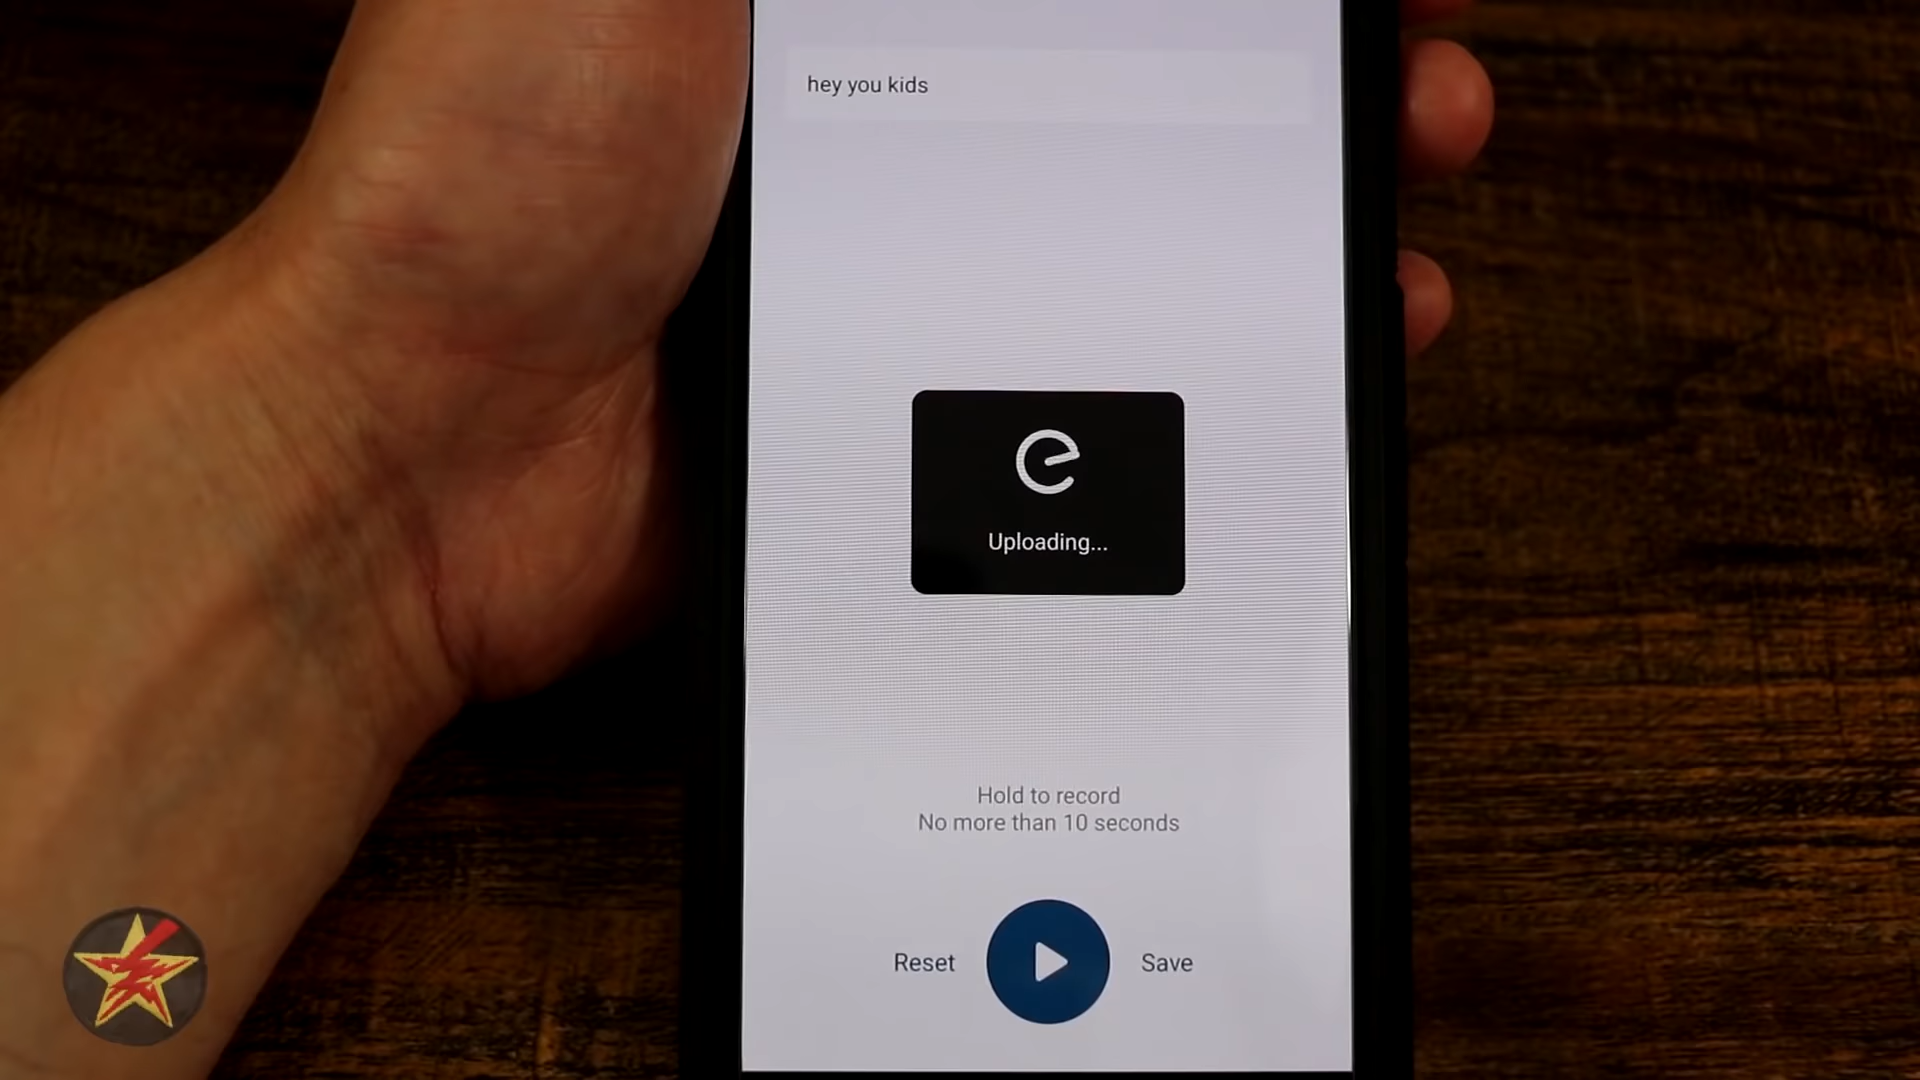 hey you kids
Uploading...
Hold to record
No more than 10 seconds
Reset
Save